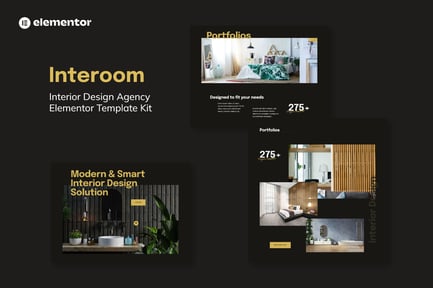 elementor
Interoom
Interior Design Agency
Elementor Template Kit
Portfolios
Designed to fit your needs
275+
Portfolios
275+
Interior Design
Modern & Smart
Interior Design
Solution